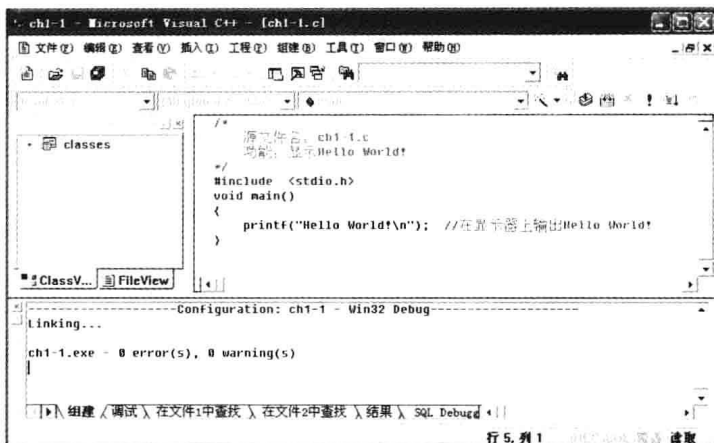 ch1-1 - Microsoft Visual C++ - [ch1-1.c]
文件(F) 编辑(E) 查看(V) 插入(I) 工程(P) 组建(B) 工具(T) 窗口(W) 帮助(H)
classes
/*
源文件名：ch1-1.c
功能：显示Hello World!
*/
#include <stdio.h>
void main()
{
printf("Hello World!\n"); //在显示器上输出Hello World!
}
ClassV... FileView
Configuration: ch1-1 - Win32 Debug
Linking...
ch1-1.exe - 0 error(s), 0 warning(s)
组建 调试 在文件1中查找 在文件2中查找 结果 SQL Debugg
行 5, 列 1 读取